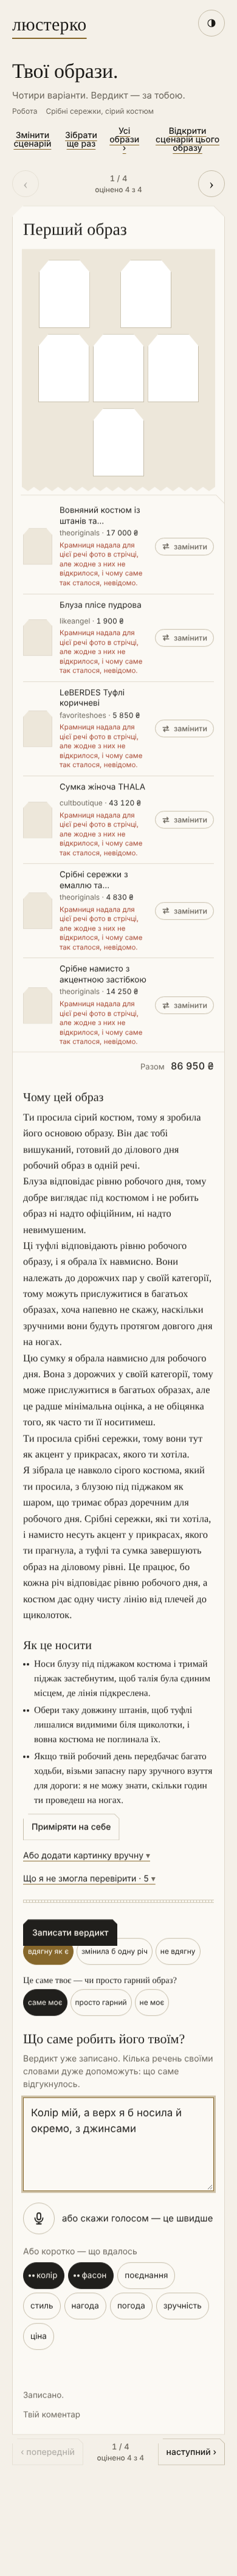 люстерко
Твої образи.
Чотири варіанти. Вердикт — за тобою.
Робота Срібні сережки, сірий костюм
Змінити
сценарій
Зібрати
ще раз
Усі
образи
›
Відкрити
сценарій цього
образу
‹
1 / 4
оцінено 4 з 4
›
Перший образ
Вовняний костюм із
штанів та...
theoriginals · 17 000 ₴
Крамниця надала для
цієї речі фото в стрічці,
але жодне з них не
відкрилося, і чому саме
так сталося, невідомо.
⇄ замінити
Блуза плісе пудрова
likeangel · 1 900 ₴
Крамниця надала для
цієї речі фото в стрічці,
але жодне з них не
відкрилося, і чому саме
так сталося, невідомо.
⇄ замінити
LeBERDES Туфлі
коричневі
favoriteshoes · 5 850 ₴
Крамниця надала для
цієї речі фото в стрічці,
але жодне з них не
відкрилося, і чому саме
так сталося, невідомо.
⇄ замінити
Сумка жіноча THALA
cultboutique · 43 120 ₴
Крамниця надала для
цієї речі фото в стрічці,
але жодне з них не
відкрилося, і чому саме
так сталося, невідомо.
⇄ замінити
Срібні сережки з
емаллю та...
theoriginals · 4 830 ₴
Крамниця надала для
цієї речі фото в стрічці,
але жодне з них не
відкрилося, і чому саме
так сталося, невідомо.
⇄ замінити
Срібне намисто з
акцентною застібкою
theoriginals · 14 250 ₴
Крамниця надала для
цієї речі фото в стрічці,
але жодне з них не
відкрилося, і чому саме
так сталося, невідомо.
⇄ замінити
Разом 86 950 ₴
Чому цей образ
Ти просила сірий костюм, тому я зробила
його основою образу. Він дає тобі
вишуканий, готовий до ділового дня
робочий образ в одній речі.
Блуза відповідає рівню робочого дня, тому
добре виглядає під костюмом і не робить
образ ні надто офіційним, ні надто
невимушеним.
Ці туфлі відповідають рівню робочого
образу, і я обрала їх навмисно. Вони
належать до дорожчих пар у своїй категорії,
тому можуть прислужитися в багатьох
образах, хоча напевно не скажу, наскільки
зручними вони будуть протягом довгого дня
на ногах.
Цю сумку я обрала навмисно для робочого
дня. Вона з дорожчих у своїй категорії, тому
може прислужитися в багатьох образах, але
це радше мінімальна оцінка, а не обіцянка
того, як часто ти її носитимеш.
Ти просила срібні сережки, тому вони тут
як акцент у прикрасах, якого ти хотіла.
Я зібрала це навколо сірого костюма, який
ти просила, з блузою під піджаком як
шаром, що тримає образ доречним для
робочого дня. Срібні сережки, які ти хотіла,
і намисто несуть акцент у прикрасах, якого
ти прагнула, а туфлі та сумка завершують
образ на діловому рівні. Це працює, бо
кожна річ відповідає рівню робочого дня, а
костюм дає одну чисту лінію від плечей до
щиколоток.
Як це носити
•• Носи блузу під піджаком костюма і тримай
піджак застебнутим, щоб талія була єдиним
місцем, де лінія підкреслена.
•• Обери таку довжину штанів, щоб туфлі
лишалися видимими біля щиколотки, і
вовна костюма не поглинала їх.
•• Якщо твій робочий день передбачає багато
ходьби, візьми запасну пару зручного взуття
для дороги: я не можу знати, скільки годин
ти проведеш на ногах.
Приміряти на себе
Або додати картинку вручну ▾
Що я не змогла перевірити · 5 ▾
Записати вердикт
вдягну як є
змінила б одну річ
не вдягну
Це саме твоє — чи просто гарний образ?
саме моє
просто гарний
не моє
Що саме робить його твоїм?
Вердикт уже записано. Кілька речень своїми
словами дуже допоможуть: що саме
відгукнулось.
Колір мій, а верх я б носила й
окремо, з джинсами
або скажи голосом — це швидше
Або коротко — що вдалось
•• колір
•• фасон
поєднання
стиль
нагода
погода
зручність
ціна
Записано.
Твій коментар
‹ попередній
1 / 4
оцінено 4 з 4
наступний ›